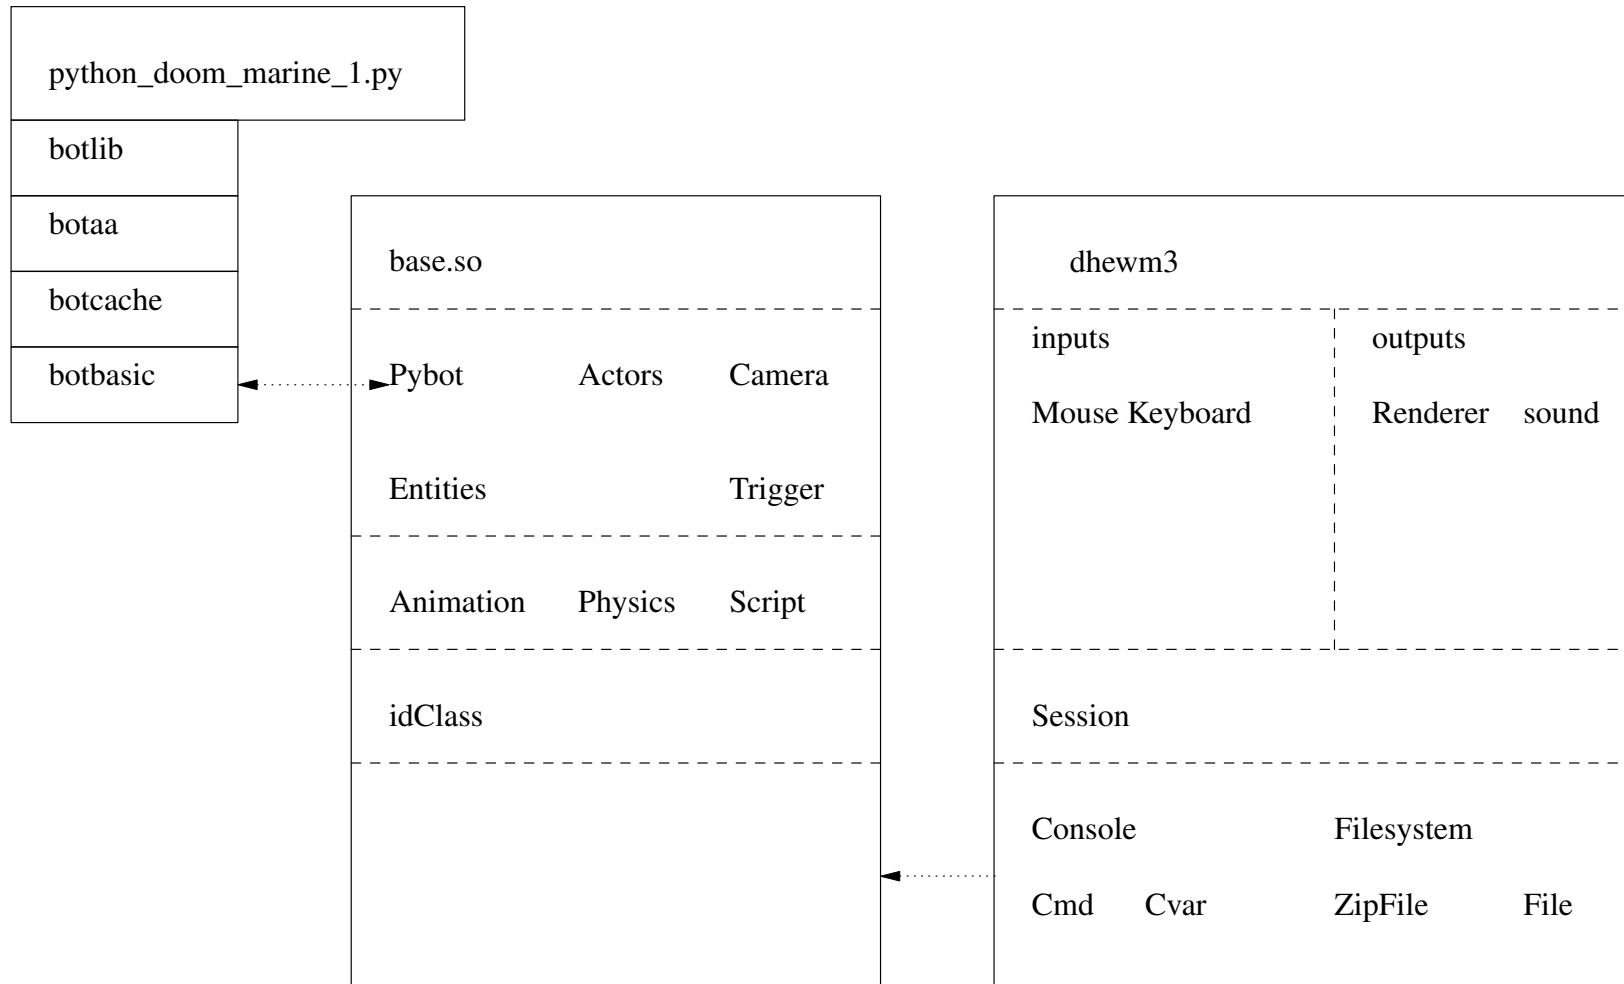 python_doom_marine_1.py
botlib
botaa
botcache
botbasic
base.so
Pybot Actors Camera
Entities Trigger
Animation Physics Script
idClass
dhewm3
inputs outputs
Mouse Keyboard Renderer sound
Session
Console Filesystem
Cmd Cvar ZipFile File